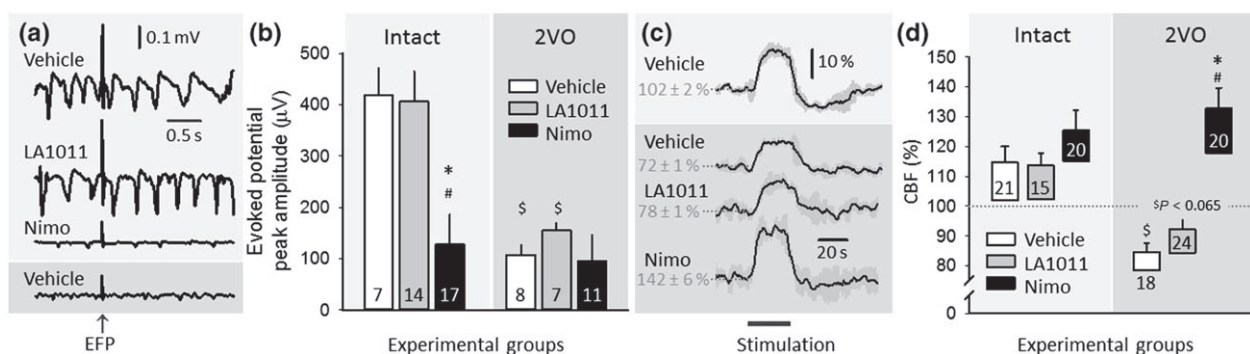 (a)
Vehicle
0.1 mV
0.5 s
LA1011
Nimo
Vehicle
EFP
(b)
Intact
2VO
Evoked potential
peak amplitude (μV)
500
400
300
200
100
0
Vehicle
LA1011
Nimo
*
#
$
$
7
14
17
8
7
11
Experimental groups
(c)
Vehicle
10 %
102 ± 2 %
Vehicle
72 ± 1 %
LA1011
78 ± 1 %
Nimo
20 s
142 ± 6 %
Stimulation
(d)
Intact
2VO
CBF (%)
150
140
130
120
110
100
90
80
0
*
#
20
20
21
15
$P < 0.065
$
24
18
Vehicle
LA1011
Nimo
Experimental groups